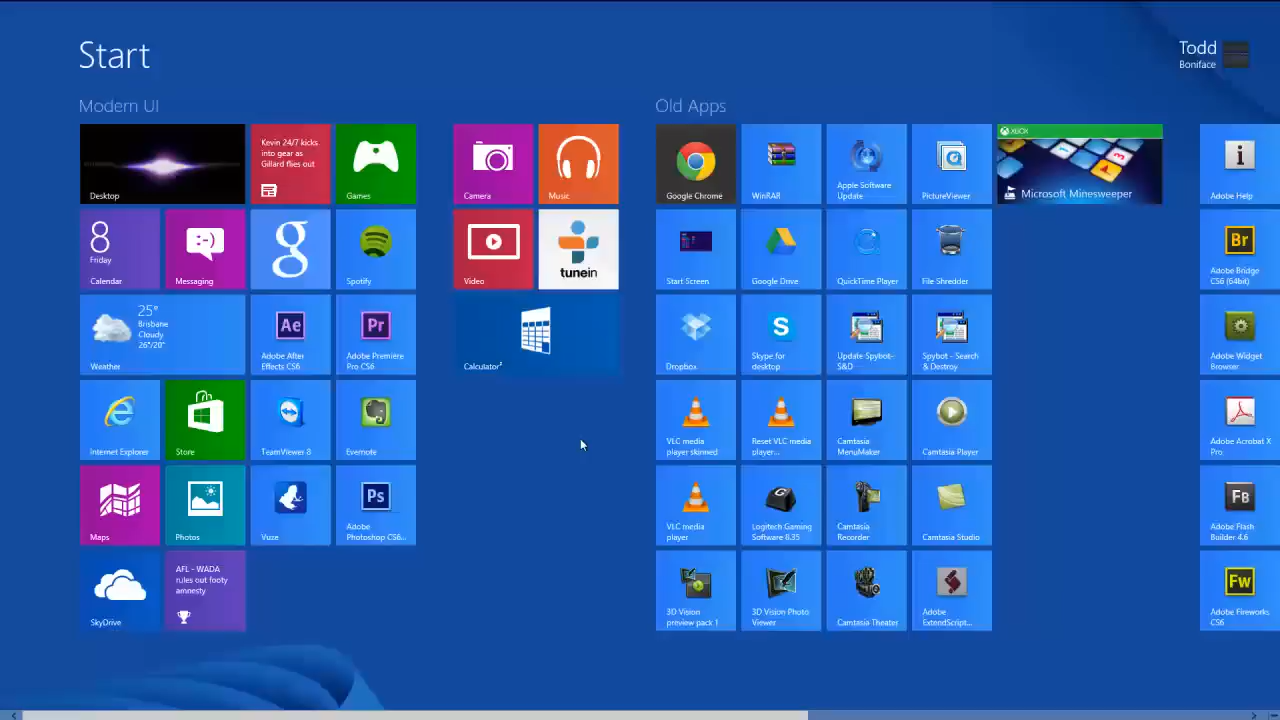 Start
Todd
Boniface
Modern UI
Old Apps
Desktop
Kevin 24/7 kicks
into gear as
Gillard flies out
Games
Camera
Music
Google Chrome
WinRAR
Apple Software
Update
PictureViewer
XBOX
Microsoft Minesweeper
Adobe Help
8
Friday
Calendar
:-)
Messaging
g
Spotify
Video
tunein
Start Screen
Google Drive
QuickTime Player
File Shredder
Br
Adobe Bridge
CS6 (64bit)
25°
Brisbane
Cloudy
26°/20°
Weather
Ae
Adobe After
Effects CS6
Pr
Adobe Premiere
Pro CS6
Calculator²
Dropbox
S
Skype for
desktop
Update Spybot-
S&D
Spybot - Search
& Destroy
Adobe Widget
Browser
Internet Explorer
Store
TeamViewer 8
Evernote
VLC media
player skinned
Reset VLC media
player...
Camtasia
MenuMaker
Camtasia Player
Adobe Acrobat X
Pro
Maps
Photos
Vuze
Ps
Adobe
Photoshop CS6...
VLC media
player
G
Logitech Gaming
Software 8.35
Camtasia
Recorder
Camtasia Studio
Fb
Adobe Flash
Builder 4.6
SkyDrive
AFL - WADA
rules out footy
amnesty
3D Vision
preview pack 1
3D Vision Photo
Viewer
Camtasia Theater
Adobe
ExtendScript...
Fw
Adobe Fireworks
CS6